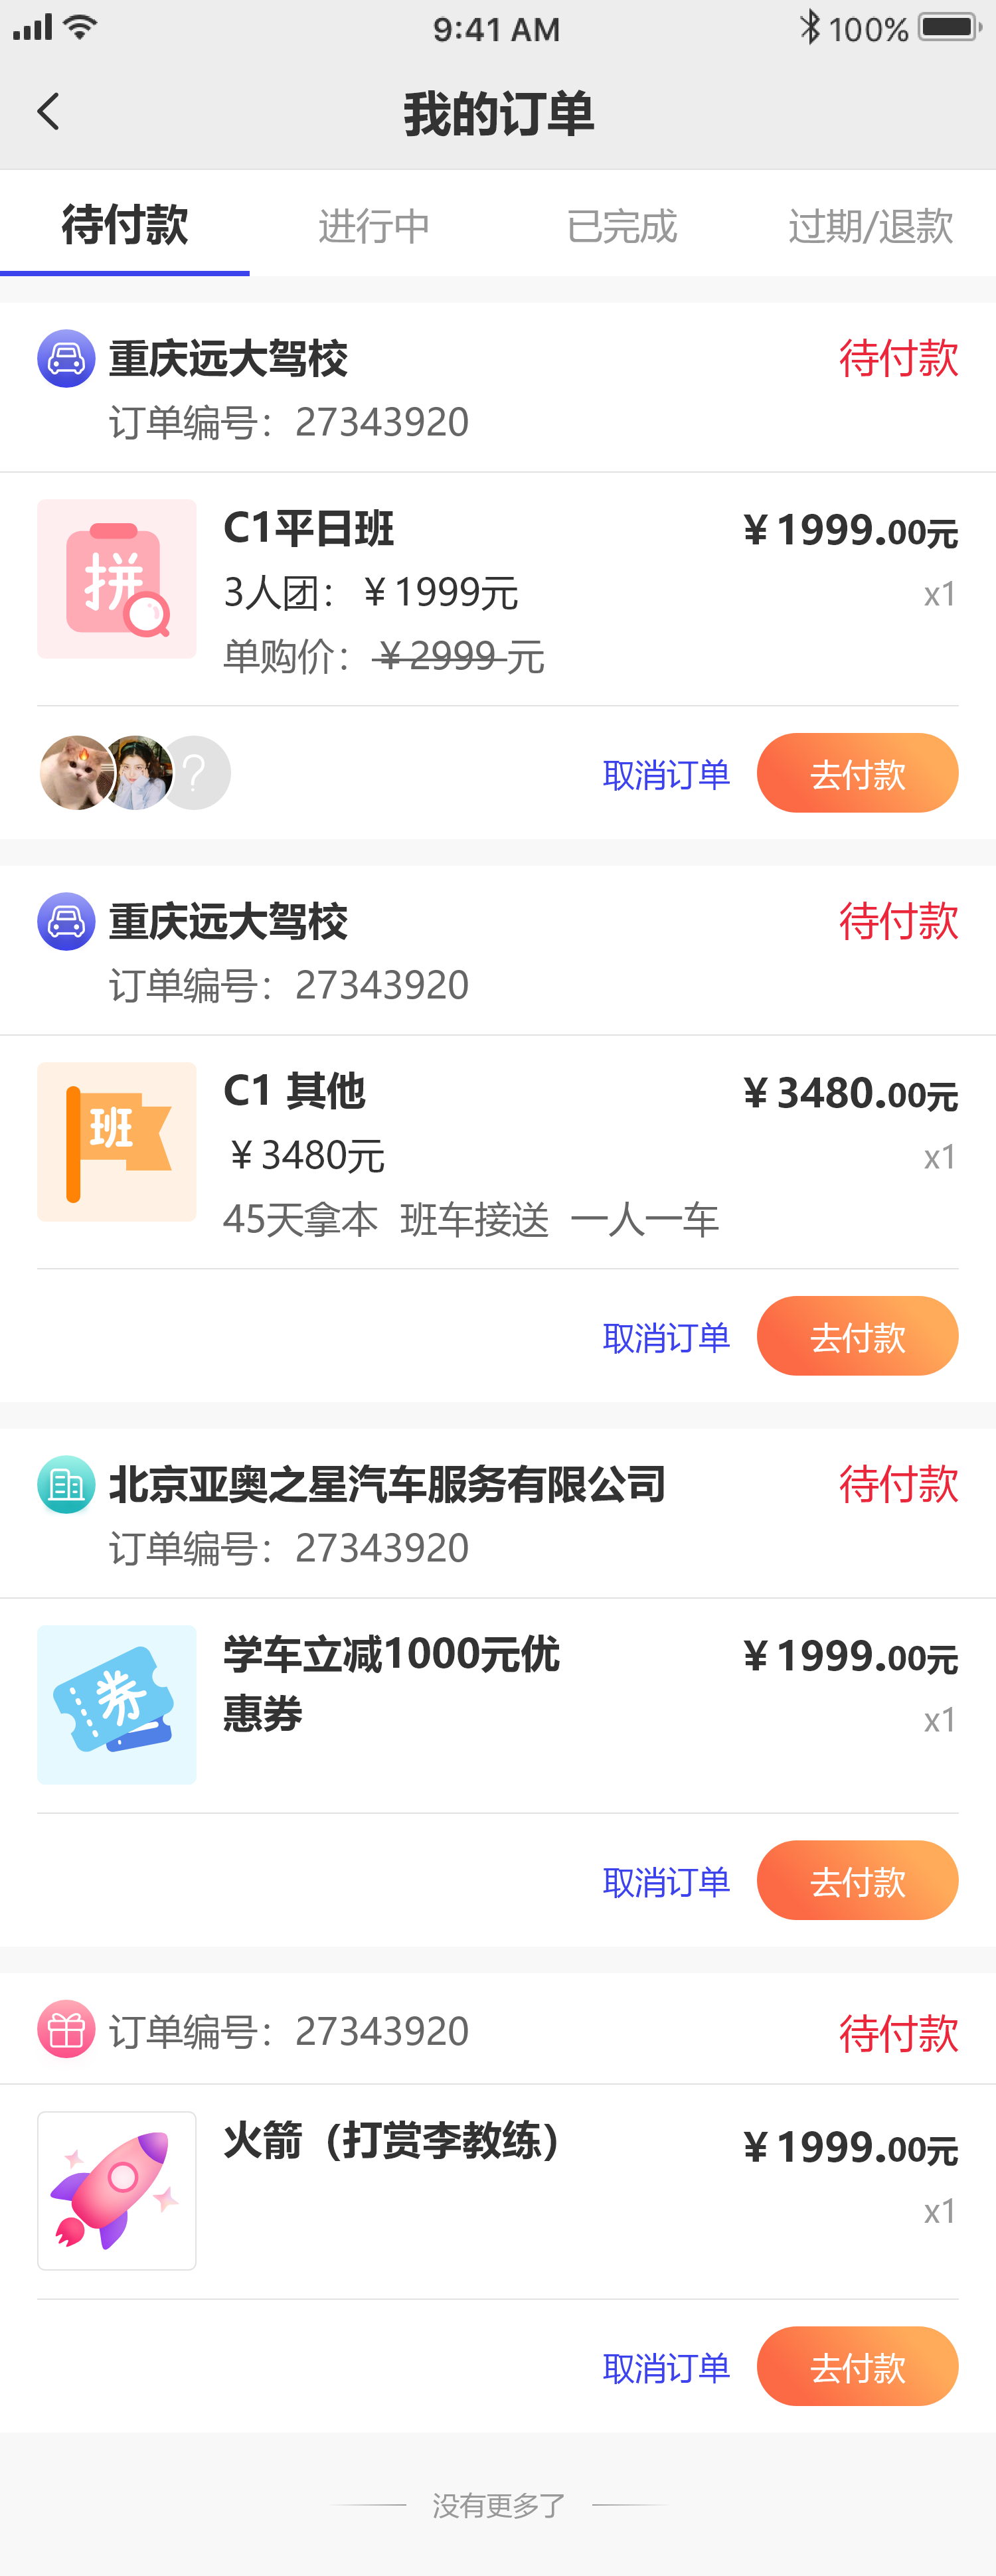 9:41 AM
100%
我的订单
待付款 进行中 已完成 过期/退款
重庆远大驾校 待付款
订单编号：27343920
拼
C1平日班 ￥1999.00元
3人团：￥1999元 x1
单购价：￥2999元
?
取消订单 去付款
重庆远大驾校 待付款
订单编号：27343920
班
C1 其他 ￥3480.00元
￥3480元 x1
45天拿本 班车接送 一人一车
取消订单 去付款
北京亚奥之星汽车服务有限公司 待付款
订单编号：27343920
券
学车立减1000元优 ￥1999.00元
惠券 x1
取消订单 去付款
订单编号：27343920 待付款
火箭（打赏李教练） ￥1999.00元
x1
取消订单 去付款
没有更多了